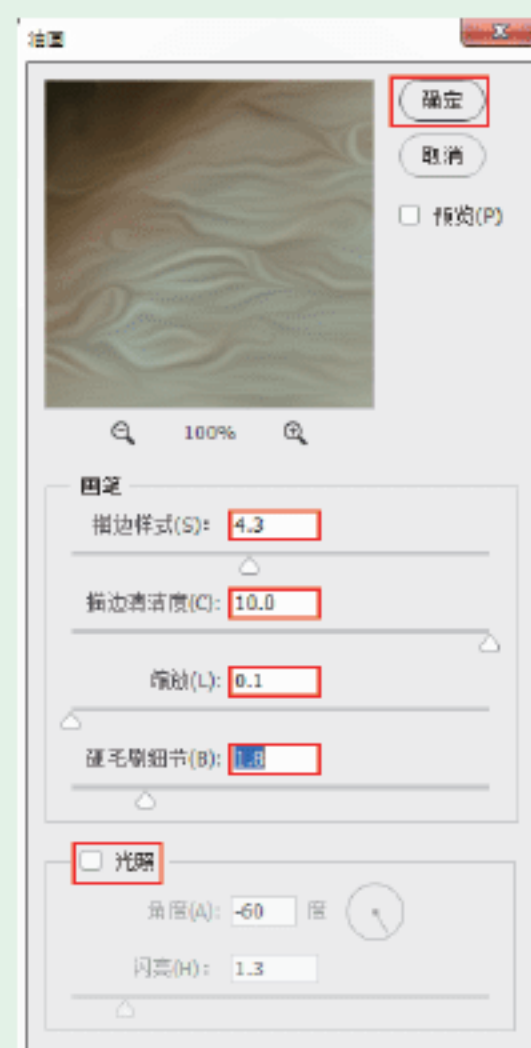 油画
确定
取消
预览(P)
100%
画笔
描边样式(S): 4.3
描边清洁度(C): 10.0
缩放(L): 0.1
硬毛刷细节(B): 1.8
光照
角度(A): -60 度
闪亮(H): 1.3